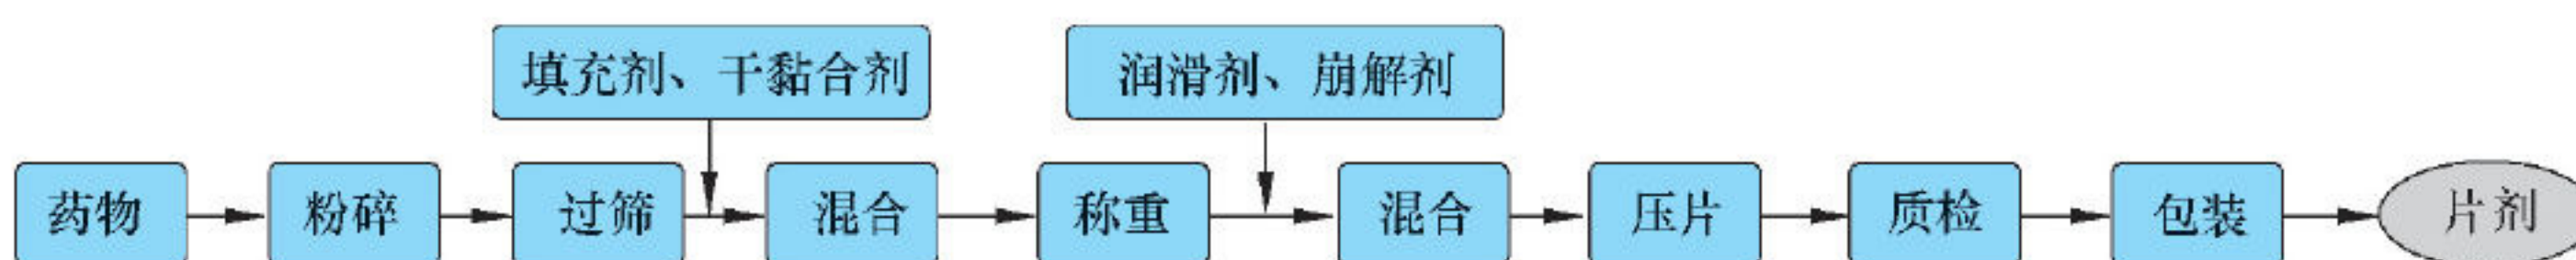 填充剂、干黏合剂
润滑剂、崩解剂
药物
粉碎
过筛
混合
称重
混合
压片
质检
包装
片剂